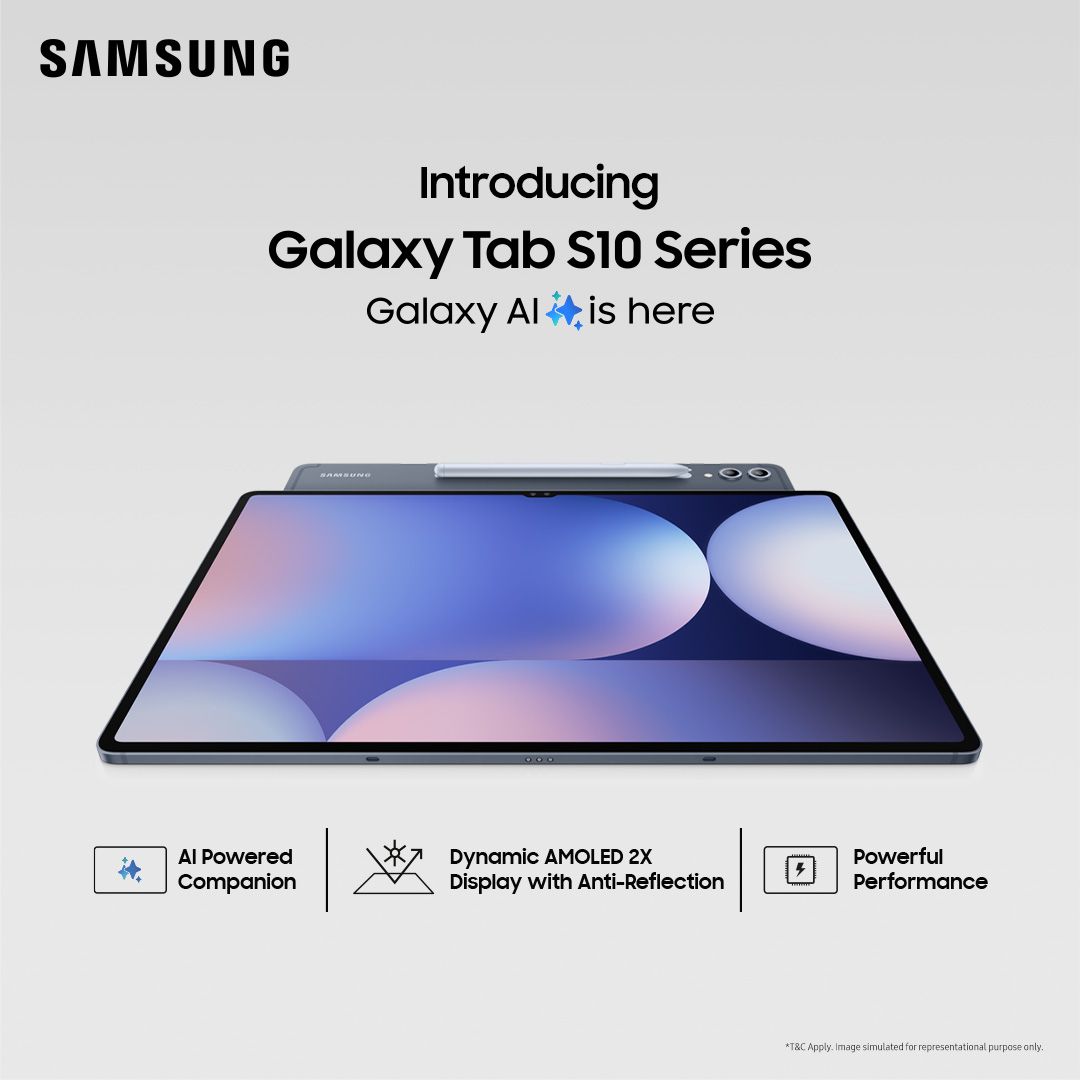 SAMSUNG
Introducing
Galaxy Tab S10 Series
Galaxy AI is here
SAMSUNG
AI Powered
Companion
Dynamic AMOLED 2X
Display with Anti-Reflection
Powerful
Performance
*T&C Apply. Image simulated for representational purpose only.